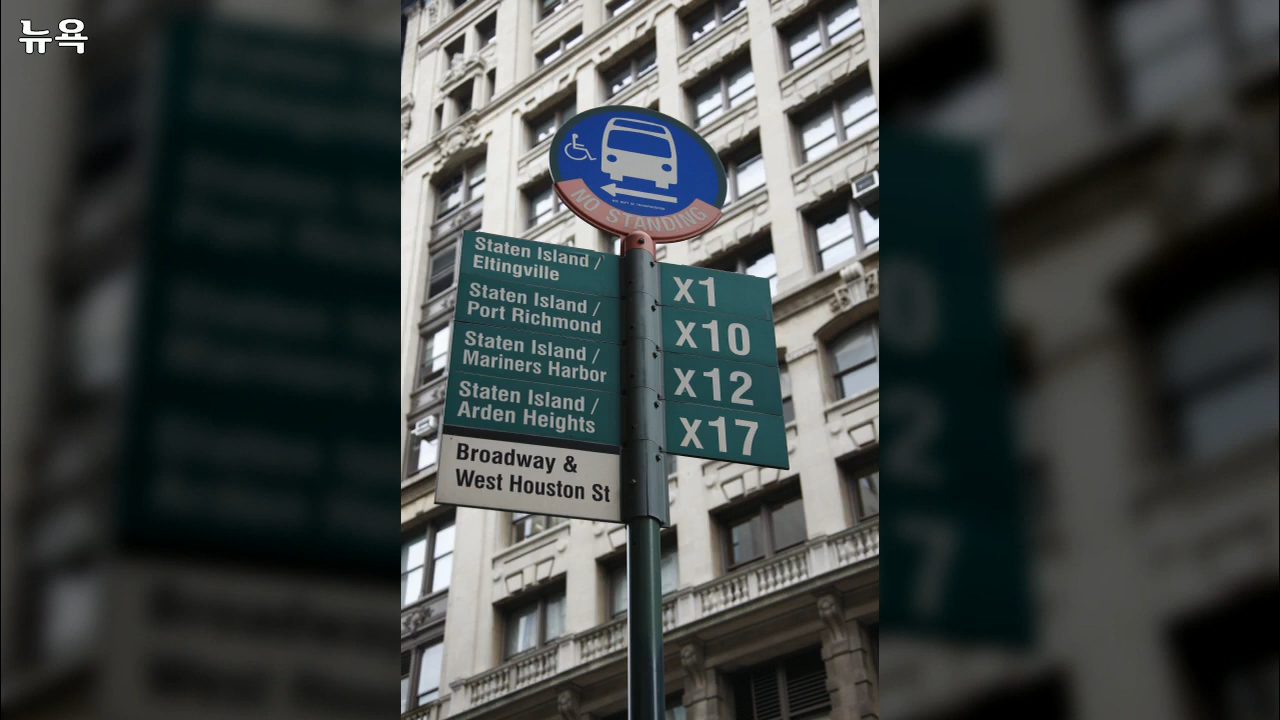 뉴욕
NO STANDING
Staten Island /
Eltingville
X1
Staten Island /
Port Richmond
X10
Staten Island /
Mariners Harbor
X12
Staten Island /
Arden Heights
X17
Broadway &
West Houston St